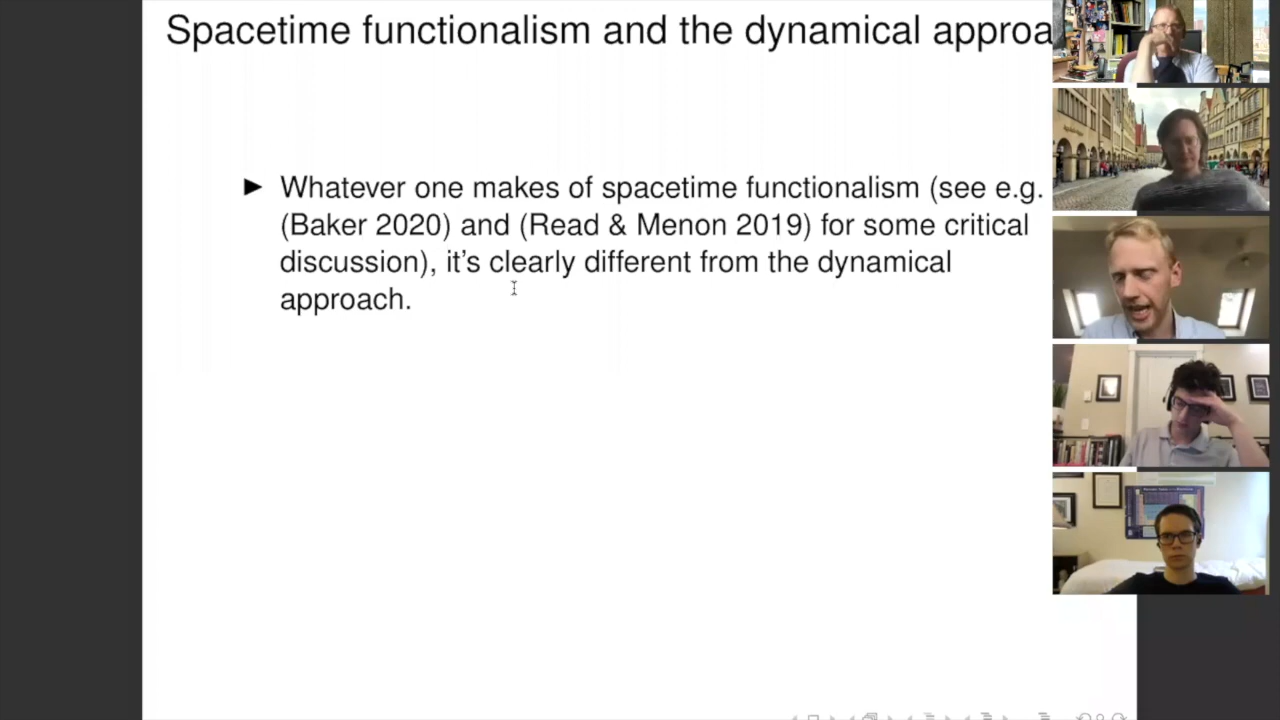 Spacetime functionalism and the dynamical approa
► Whatever one makes of spacetime functionalism (see e.g.
(Baker 2020) and (Read & Menon 2019) for some critical
discussion), it's clearly different from the dynamical
approach.